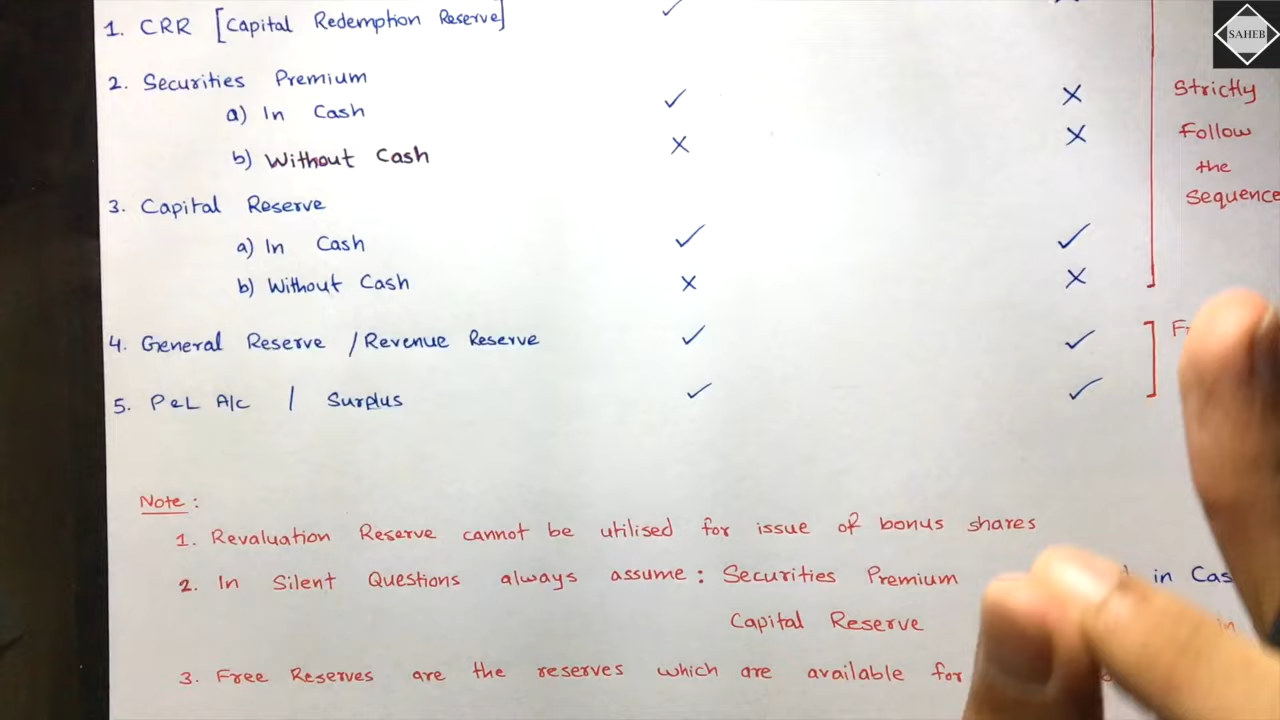 SAHEB
1. CRR [Capital Redemption Reserve] ✓
2. Securities Premium
a) In Cash ✓ ✗
b) Without Cash ✗ ✗
3. Capital Reserve
a) In Cash ✓ ✓
b) Without Cash ✗ ✗
4. General Reserve / Revenue Reserve ✓ ✓
5. P&L A/c / Surplus ✓ ✓
Strictly
Follow
the
Sequence
Note :
1. Revaluation Reserve cannot be utilised for issue of bonus shares
2. In Silent Questions always assume : Securities Premium in
Capital Reserve in
3. Free Reserves are the reserves which are available for